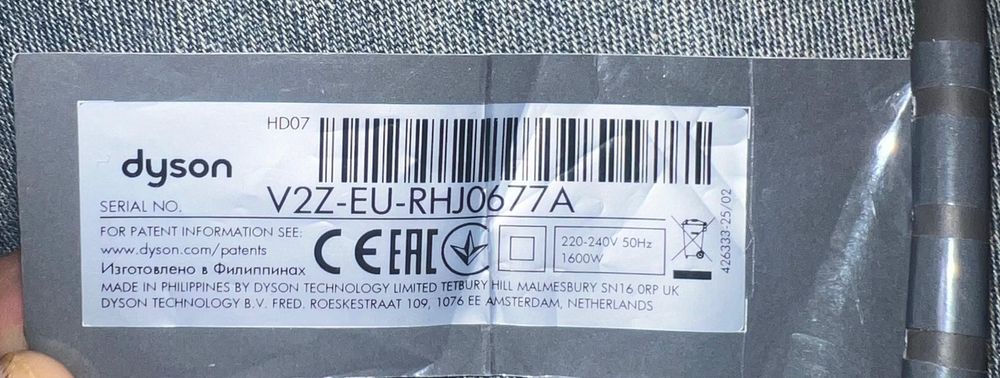 HD07
dyson
SERIAL NO. V2Z-EU-RHJ0677A
FOR PATENT INFORMATION SEE:
www.dyson.com/patents
Изготовлено в Филиппинах
CE EAC
220-240V 50Hz
1600W
MADE IN PHILIPPINES BY DYSON TECHNOLOGY LIMITED TETBURY HILL MALMESBURY SN16 0RP UK
DYSON TECHNOLOGY B.V. FRED. ROESKESTRAAT 109, 1076 EE AMSTERDAM, NETHERLANDS
426333-25/02